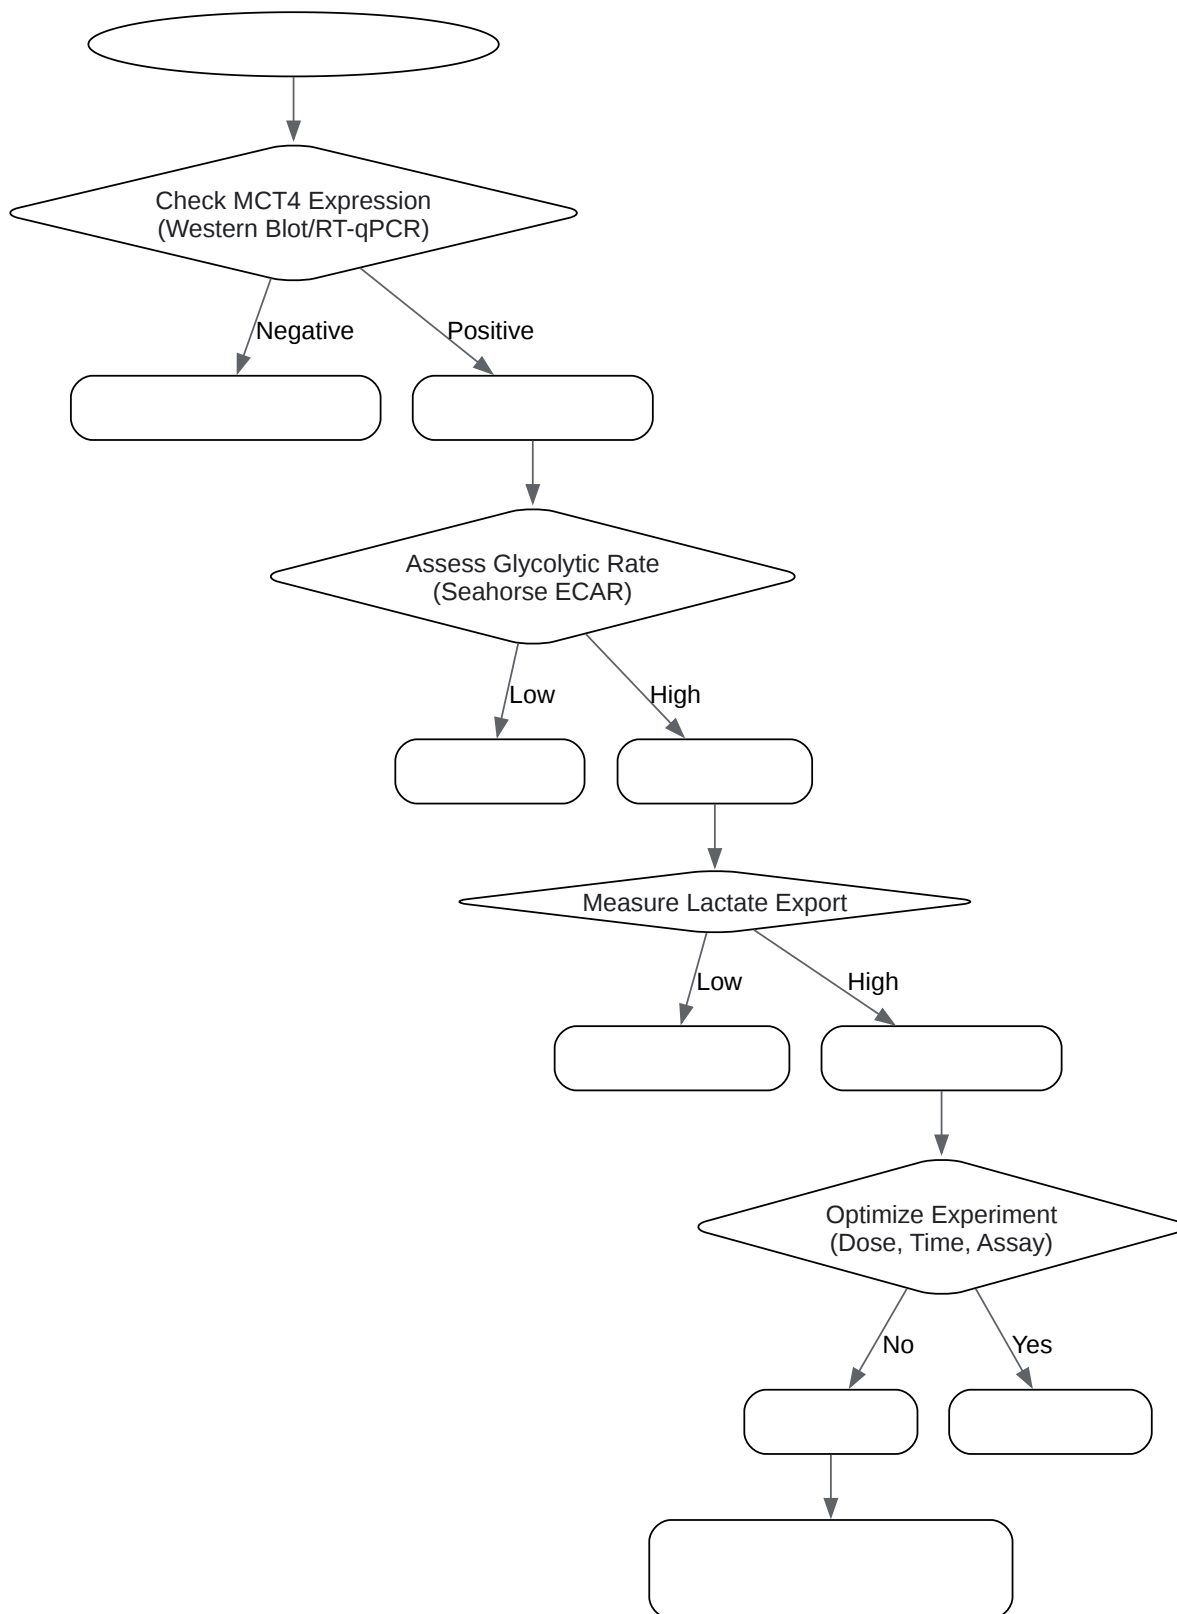 Check MCT4 Expression
(Western Blot/RT-qPCR)
Negative
Positive
Assess Glycolytic Rate
(Seahorse ECAR)
Low
High
Measure Lactate Export
Low
High
Optimize Experiment
(Dose, Time, Assay)
No
Yes